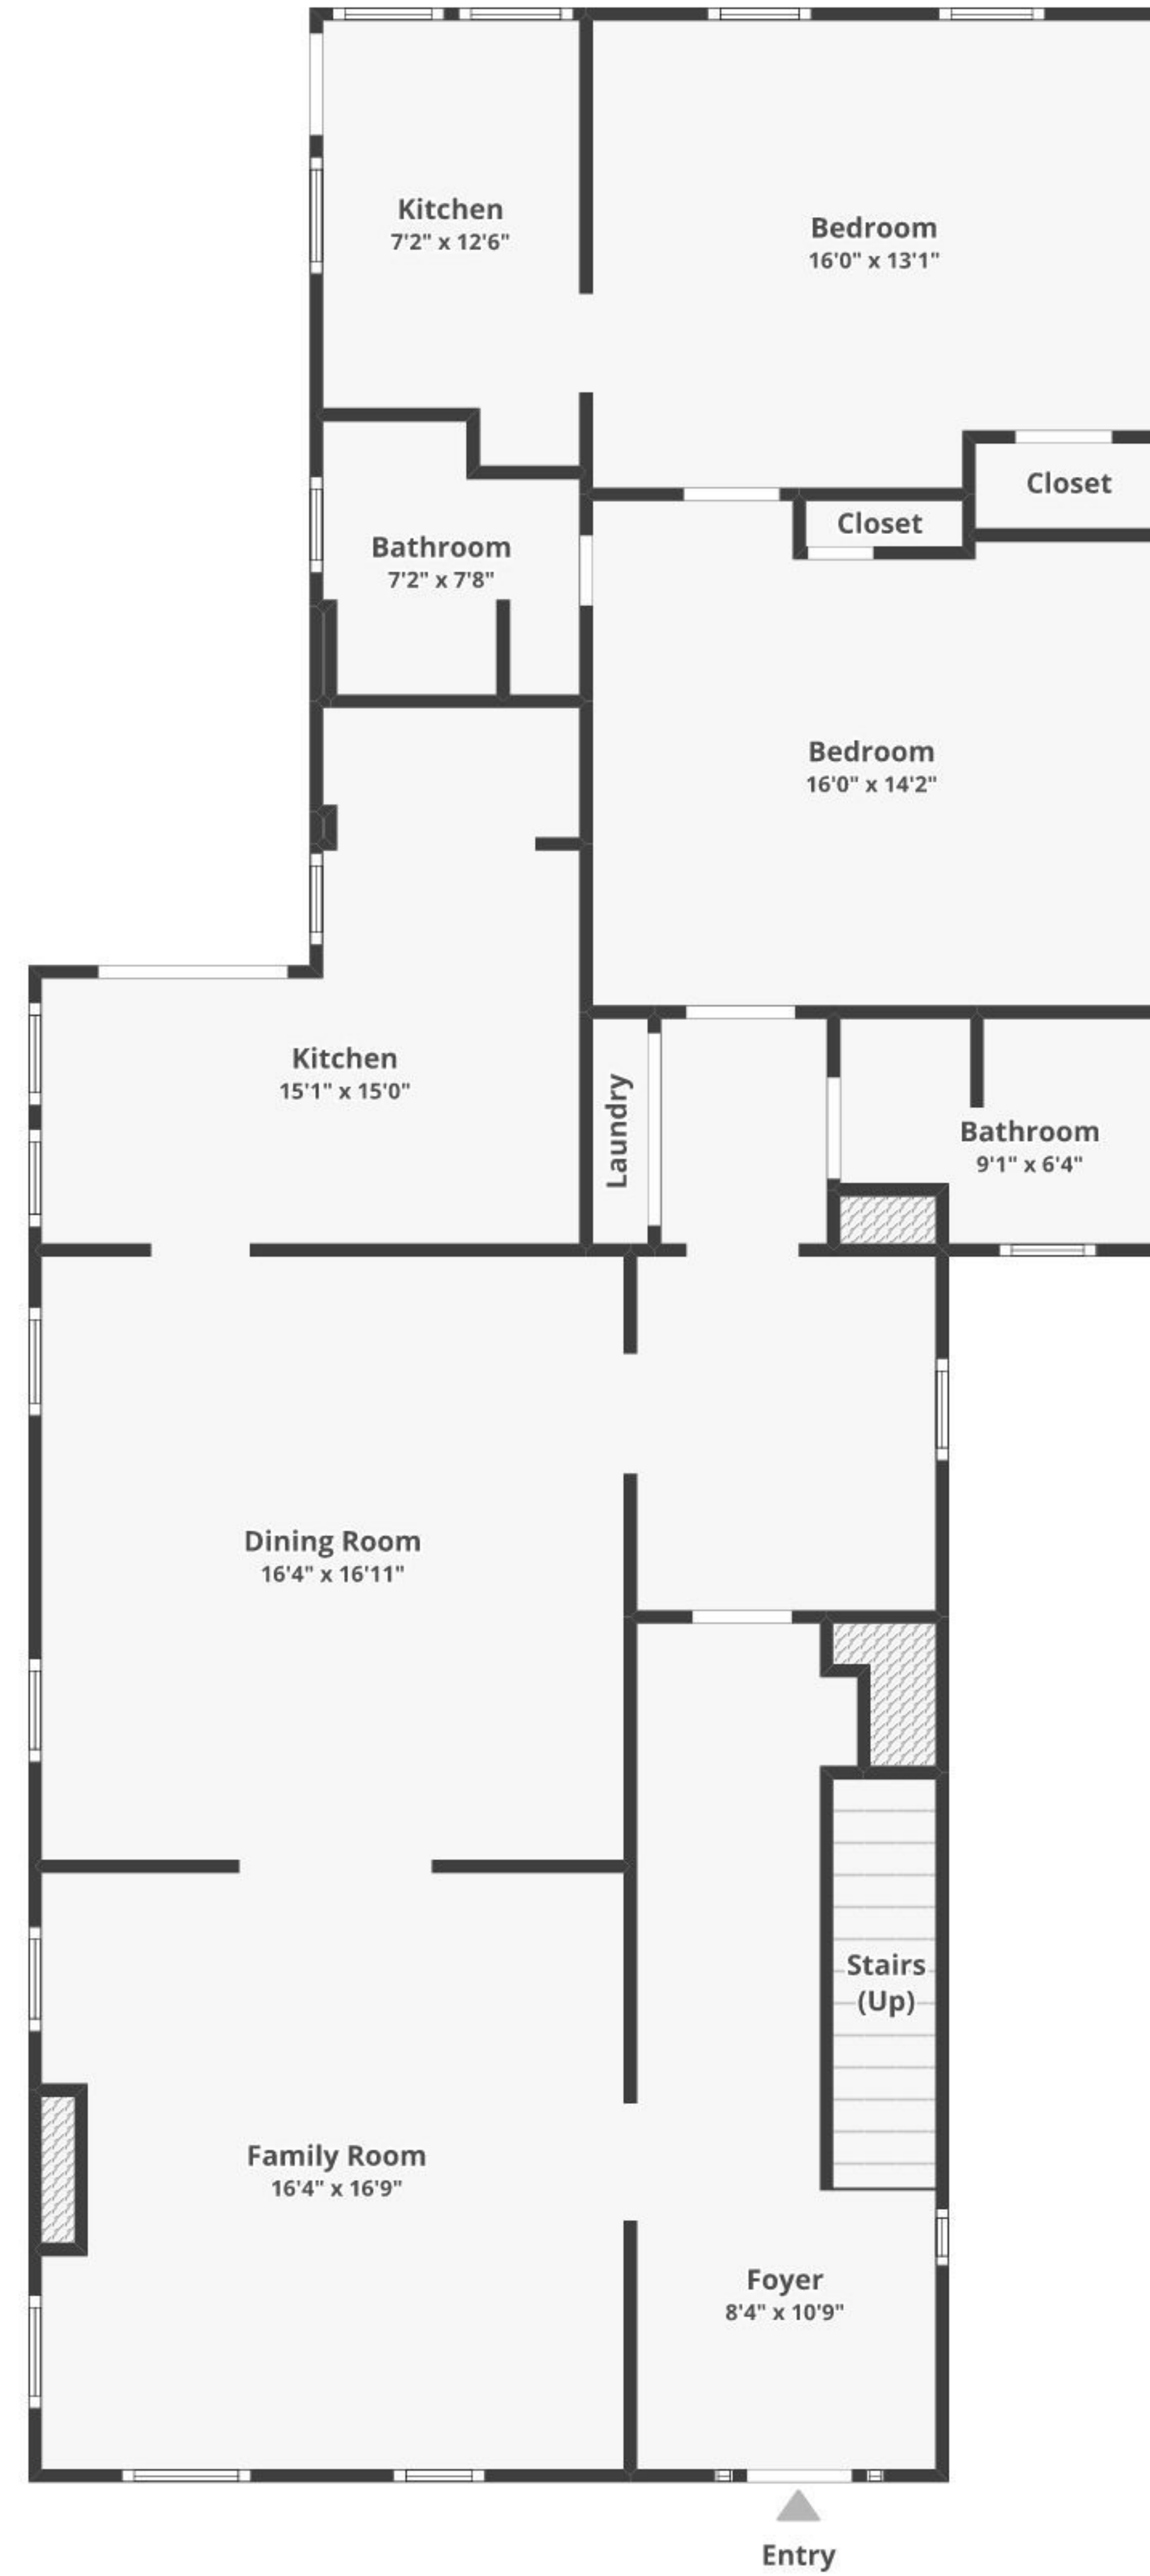 Kitchen
7'2" x 12'6"
Bedroom
16'0" x 13'1"
Closet
Closet
Bathroom
7'2" x 7'8"
Bedroom
16'0" x 14'2"
Kitchen
15'1" x 15'0"
Laundry
Bathroom
9'1" x 6'4"
Dining Room
16'4" x 16'11"
Stairs
(Up)
Family Room
16'4" x 16'9"
Foyer
8'4" x 10'9"
Entry